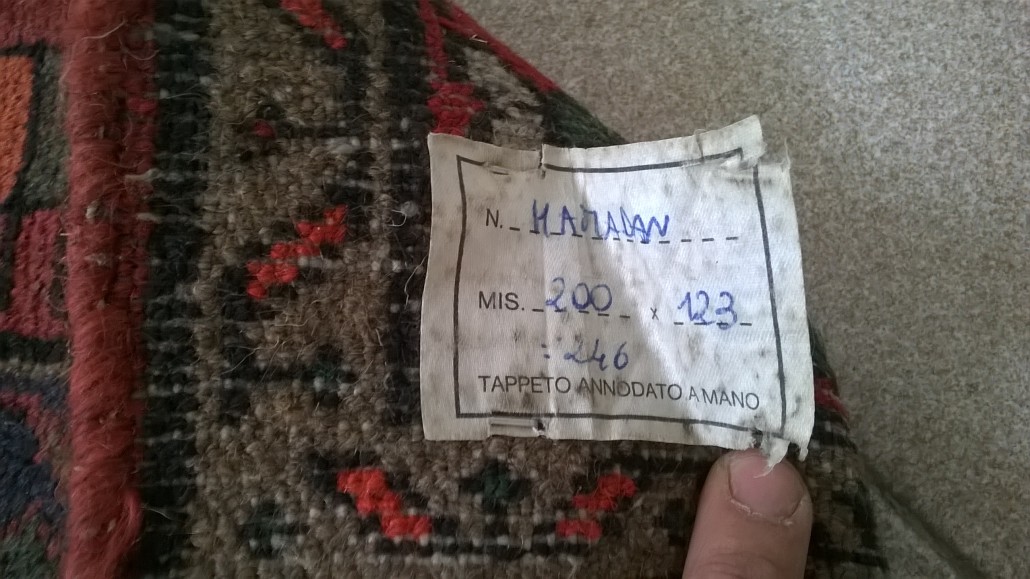 N. HAMADAN
MIS. 200 x 123
: 246
TAPPETO ANNODATO A MANO